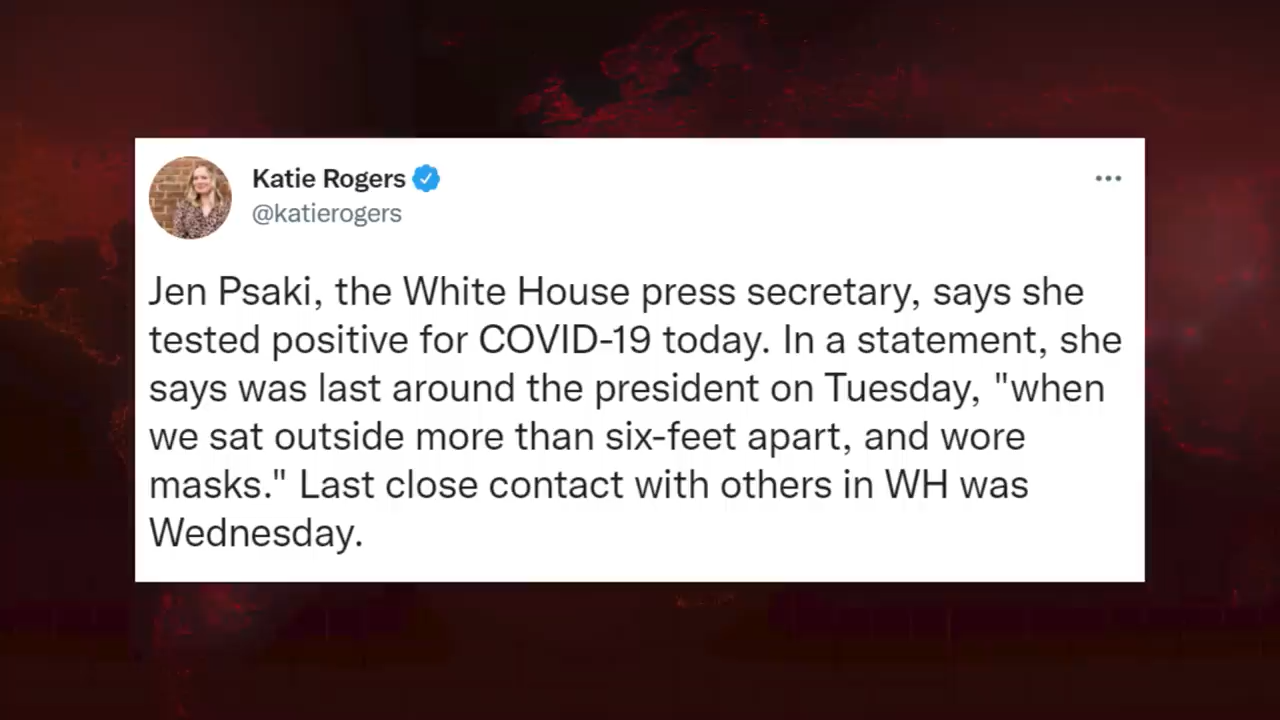 Katie Rogers
@katierogers
Jen Psaki, the White House press secretary, says she
tested positive for COVID-19 today. In a statement, she
says was last around the president on Tuesday, "when
we sat outside more than six-feet apart, and wore
masks." Last close contact with others in WH was
Wednesday.